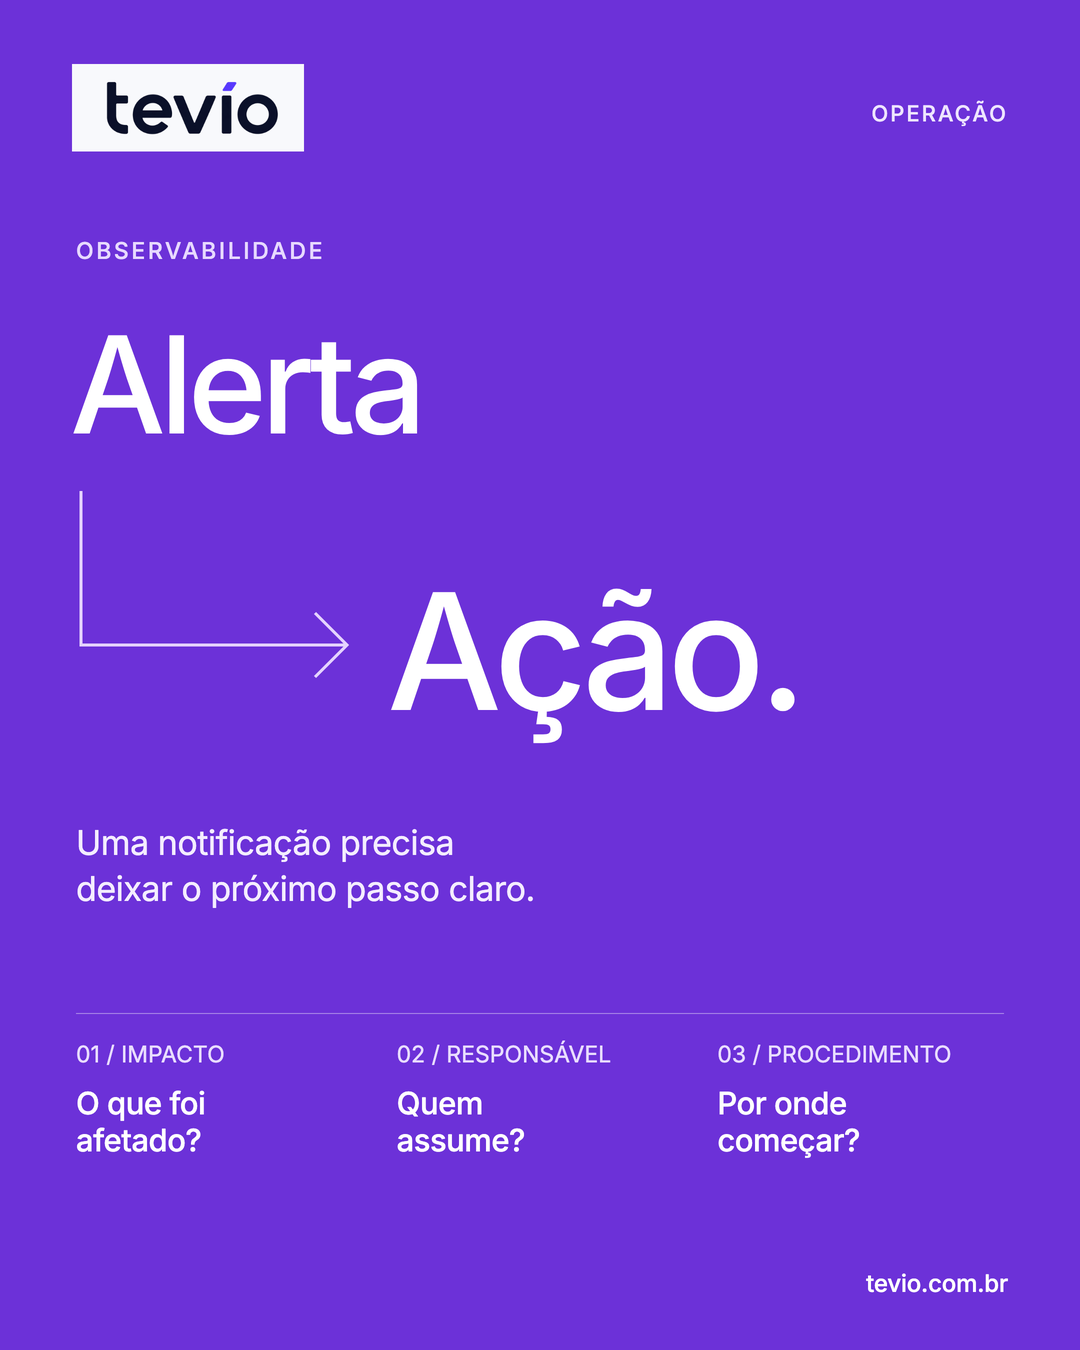 tevío
OPERAÇÃO
OBSERVABILIDADE
Alerta
Ação.
Uma notificação precisa
deixar o próximo passo claro.
01 / IMPACTO
O que foi
afetado?
02 / RESPONSÁVEL
Quem
assume?
03 / PROCEDIMENTO
Por onde
começar?
tevio.com.br